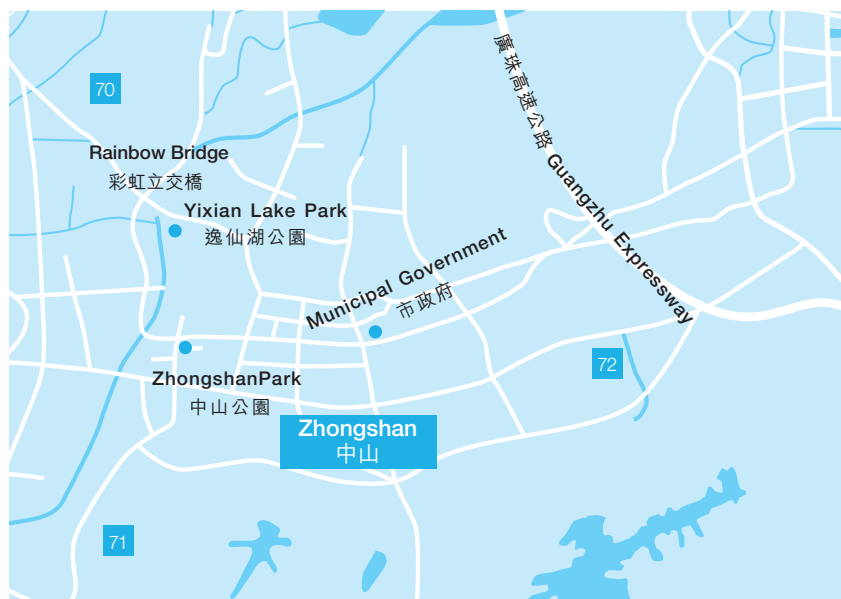 廣珠高速公路 Guangzhu Expressway
70
Rainbow Bridge
彩虹立交橋
Yixian Lake Park
逸仙湖公園
Municipal Government
市政府
ZhongshanPark
中山公園
72
Zhongshan
中山
71